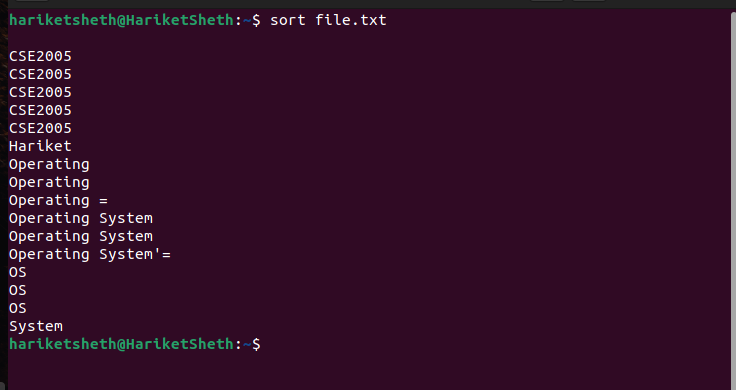 hariketsheth@HariketSheth:~$ sort file.txt

CSE2005
CSE2005
CSE2005
CSE2005
CSE2005
Hariket
Operating
Operating
Operating =
Operating System
Operating System
Operating System'=
OS
OS
OS
System
hariketsheth@HariketSheth:~$